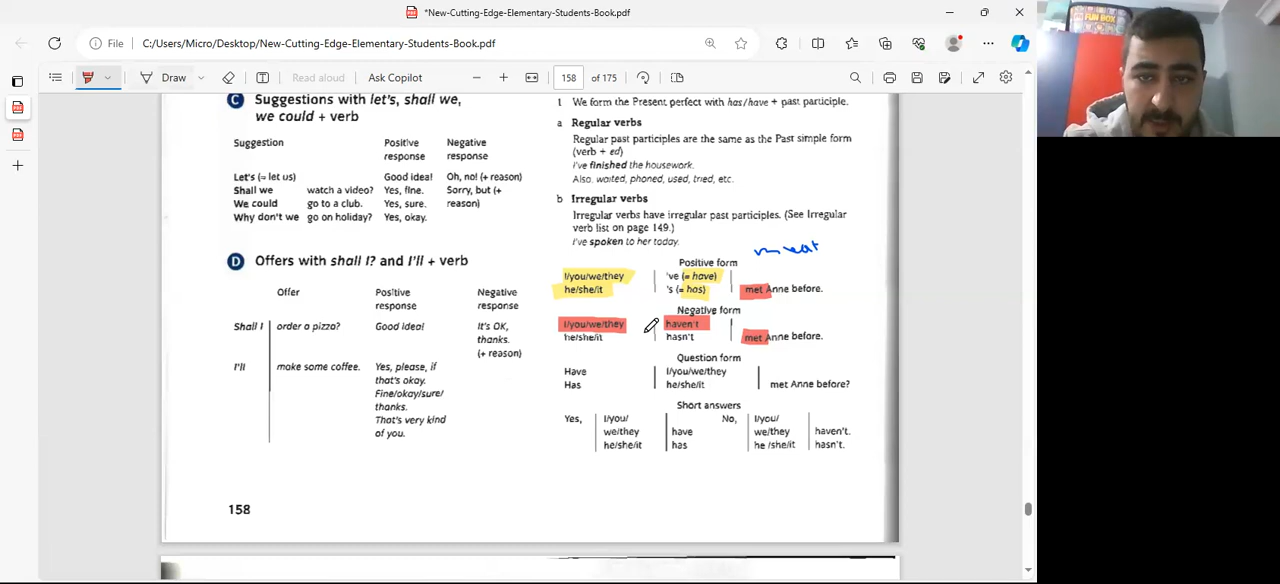 *New-Cutting-Edge-Elementary-Students-Book.pdf
File C:/Users/Micro/Desktop/New-Cutting-Edge-Elementary-Students-Book.pdf
Draw Read aloud Ask Copilot 158 of 175
FUN BOX
C Suggestions with let's, shall we,
we could + verb
Suggestion Positive response Negative response
Let's (= let us) Good idea! Oh, no! (+ reason)
Shall we watch a video? Yes, fine. Sorry, but (+
We could go to a club. Yes, sure. reason)
Why don't we go on holiday? Yes, okay.
D Offers with shall I? and I'll + verb
Offer Positive response Negative response
Shall I order a pizza? Good idea! It's OK,
thanks.
(+ reason)
I'll make some coffee. Yes, please, if
that's okay.
Fine/okay/sure/
thanks.
That's very kind
of you.
158
We form the Present perfect with has/have + past participle.
a Regular verbs
Regular past participles are the same as the Past simple form
(verb + ed)
I've finished the housework.
Also, waited, phoned, used, tried, etc.
b Irregular verbs
Irregular verbs have irregular past participles. (See Irregular
verb list on page 149.)
I've spoken to her today.
Positive form
I/you/we/they 've (= have)
he/she/it 's (= has) met Anne before.
Negative form
I/you/we/they haven't
he/she/it hasn't met Anne before.
Question form
Have I/you/we/they
Has he/she/it met Anne before?
Short answers
Yes, I/you/ No, I/you/
we/they have we/they haven't.
he/she/it has he /she/it hasn't.